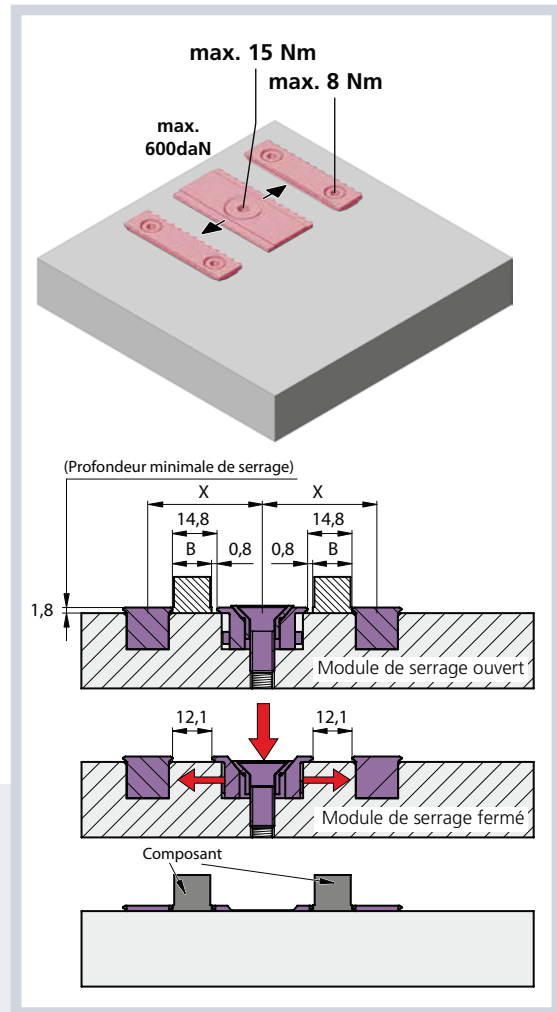 max. 15 Nm
max. 8 Nm
max.
600daN
(Profondeur minimale de serrage)
X X
14,8 14,8
B 0,8 0,8 B
1,8
Module de serrage ouvert
12,1 12,1
Module de serrage fermé
Composant